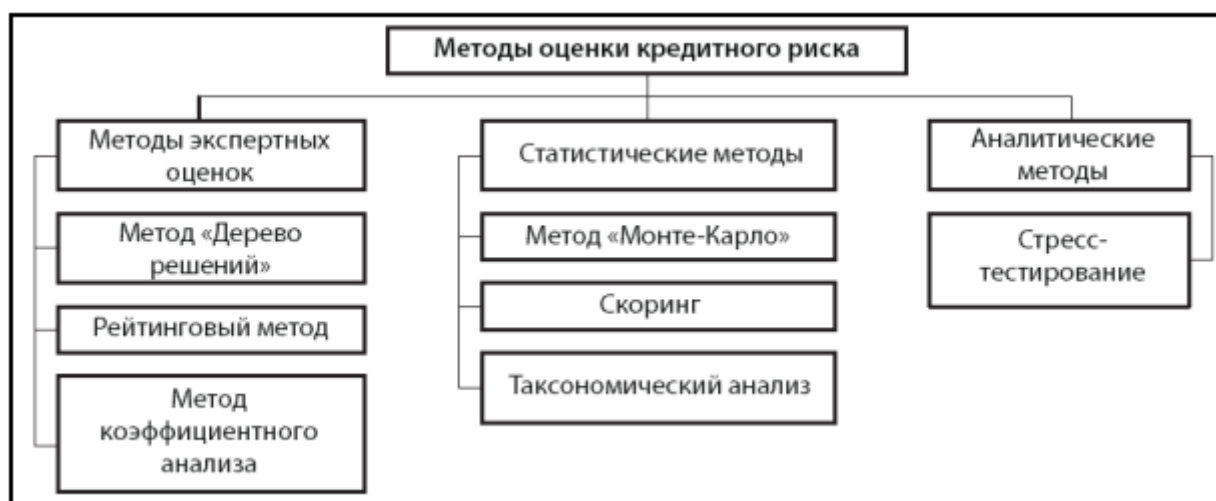 Методы оценки кредитного риска
Методы экспертных
оценок
Метод «Дерево
решений»
Рейтинговый метод
Метод
коэффициентного
анализа
Статистические методы
Метод «Монте-Карло»
Скоринг
Таксономический анализ
Аналитические
методы
Стресс-
тестирование